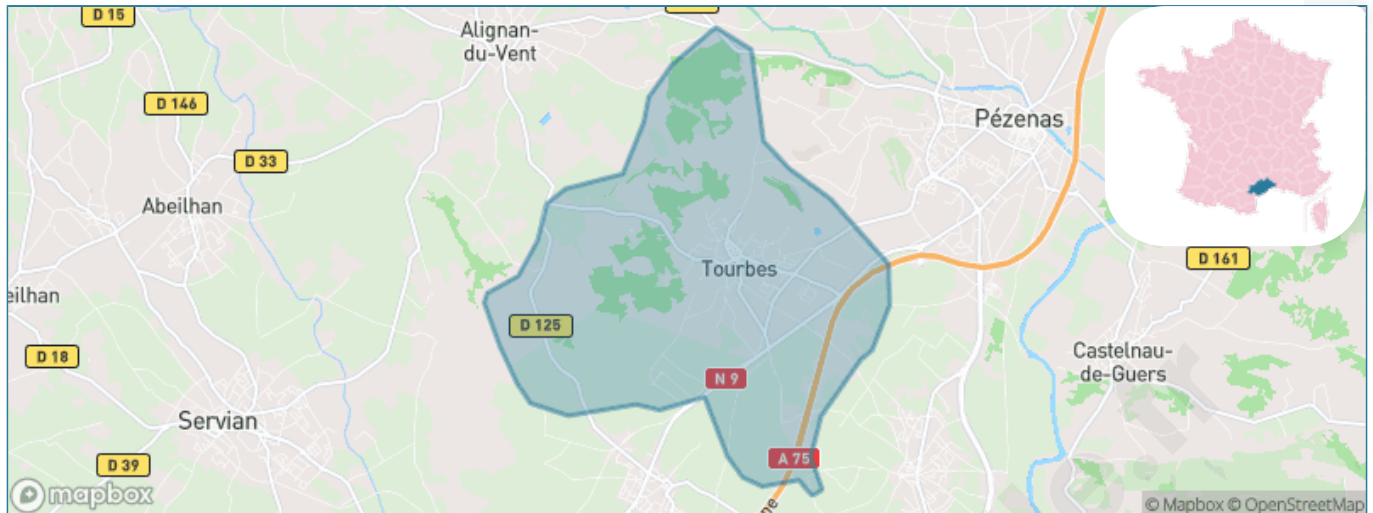 D 15
Alignan-
du-Vent
D 146
Pézenas
D 33
Abeilhan
D 161
Tourbes
eilhan
D 125
D 18
Castelnau-
de-Guers
N 9
Servian
D 39
A 75
mapbox
© Mapbox © OpenStreetMap